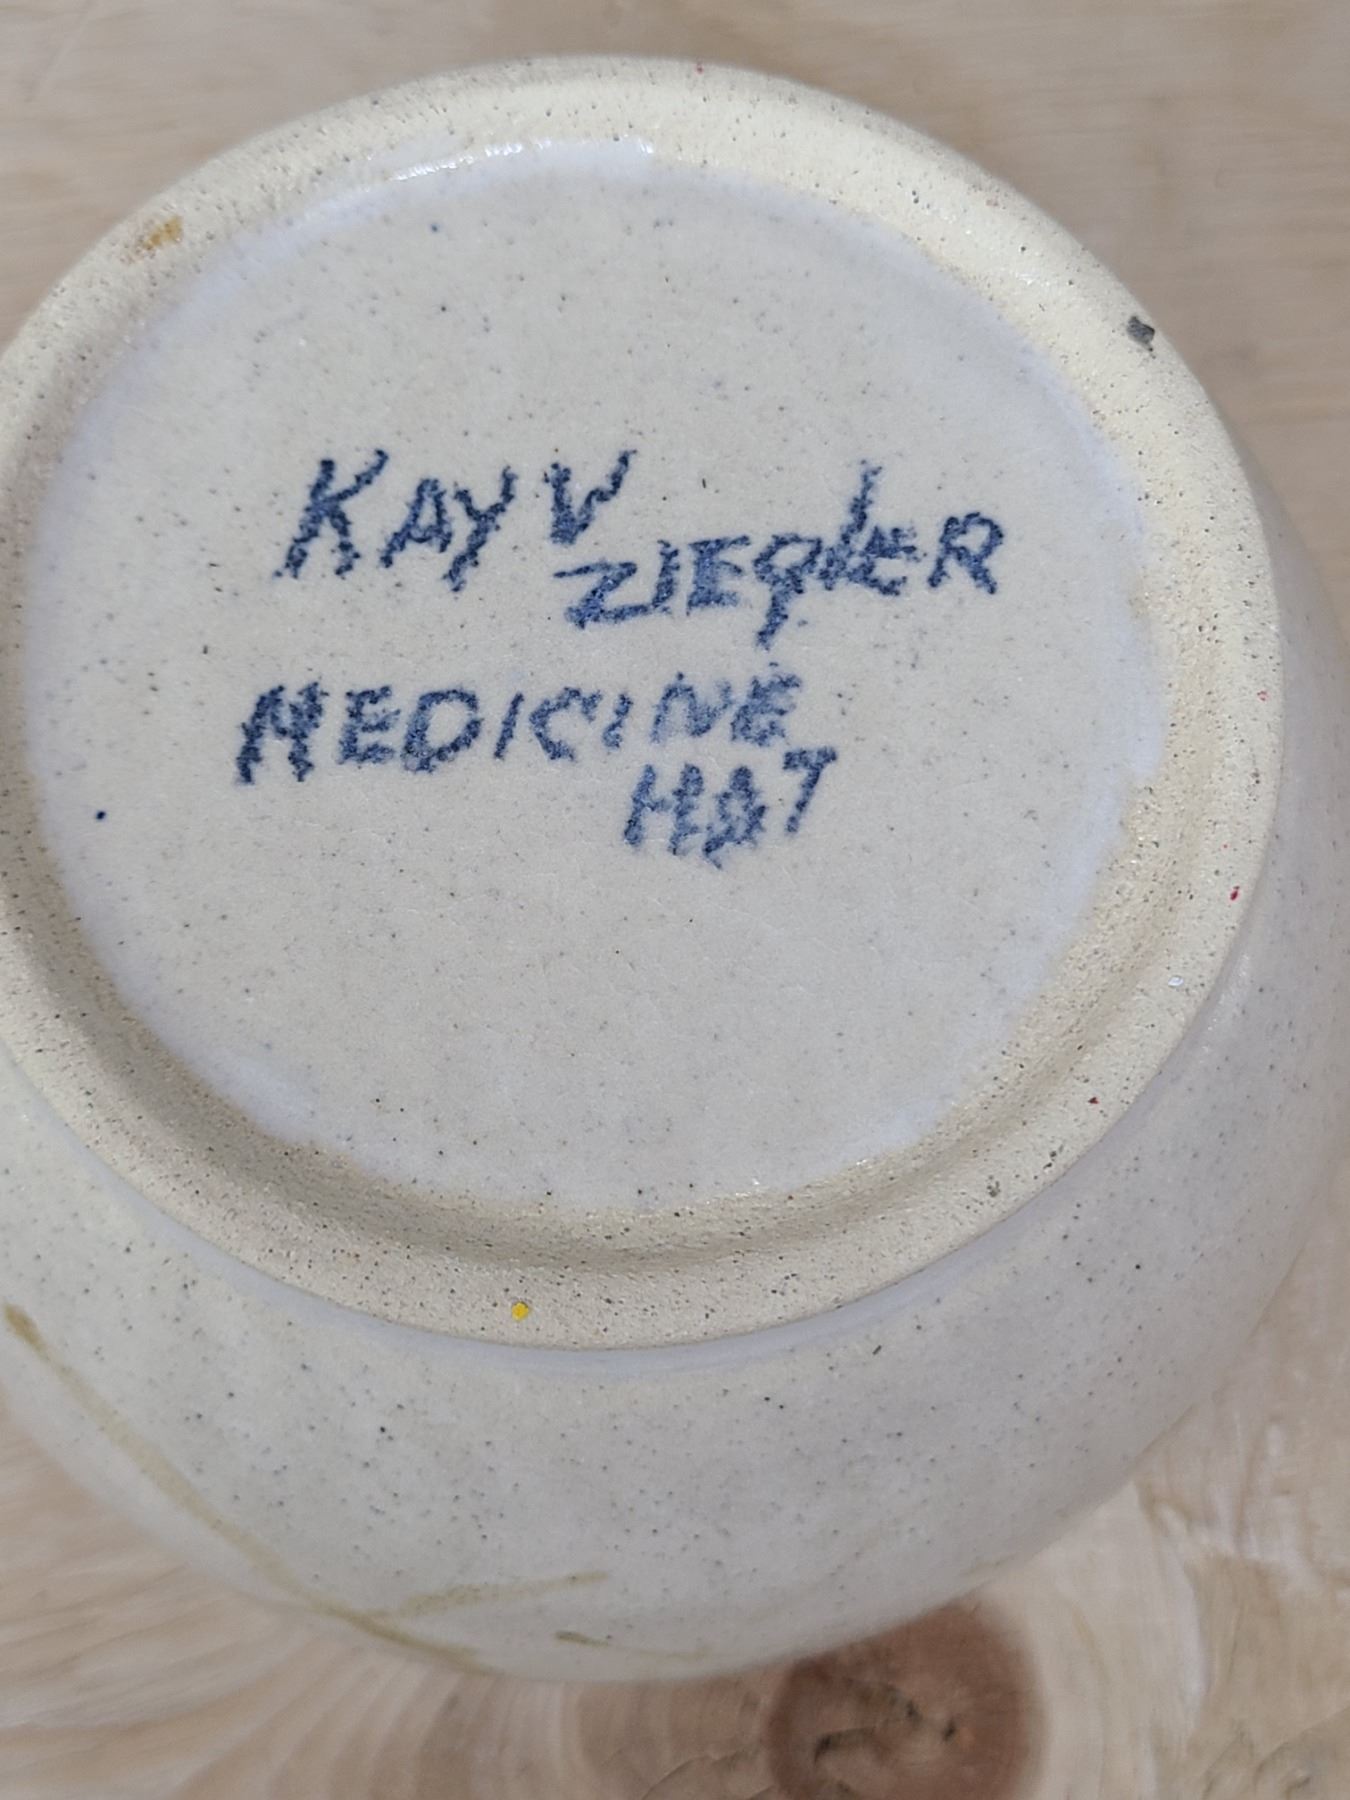 KAY V
ZIEGLER
MEDICINE
HAT